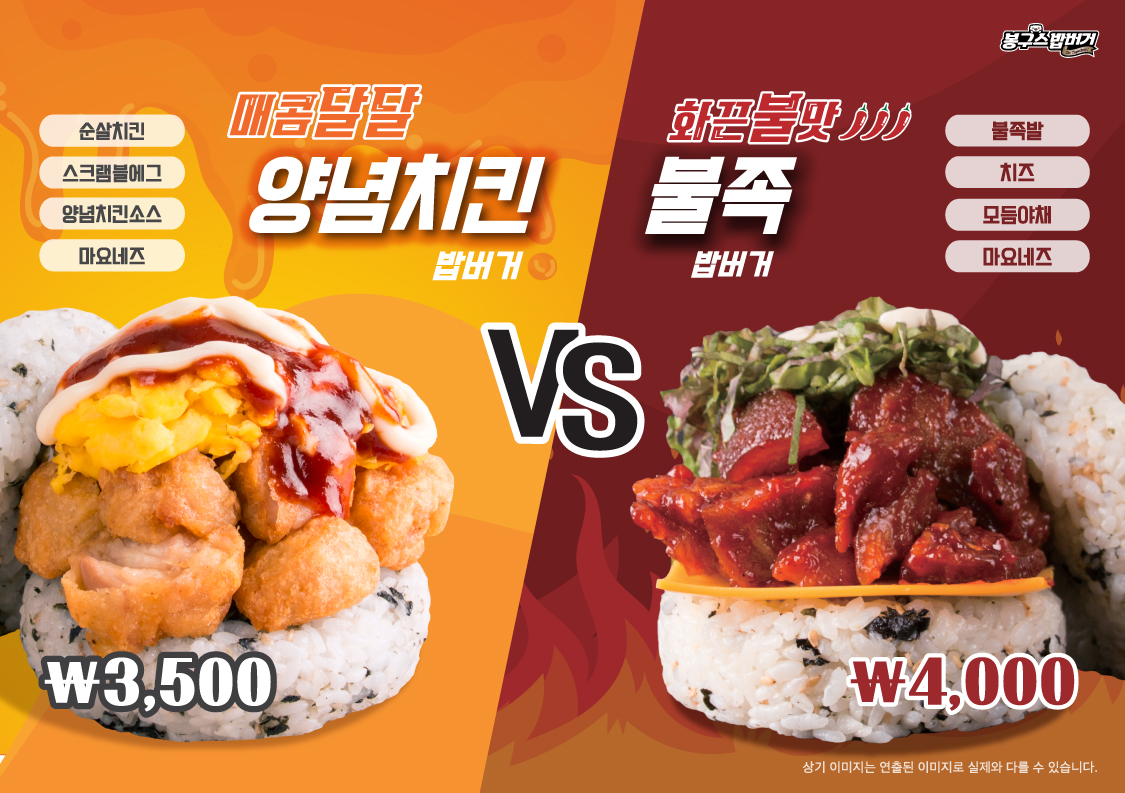 봉구스밥버거
매콤달달
양념치킨
밥버거
순살치킨
스크램블에그
양념치킨소스
마요네즈
₩3,500
VS
화끈불맛
불족
밥버거
불족발
치즈
모듬야채
마요네즈
₩4,000
상기 이미지는 연출된 이미지로 실제와 다를 수 있습니다.